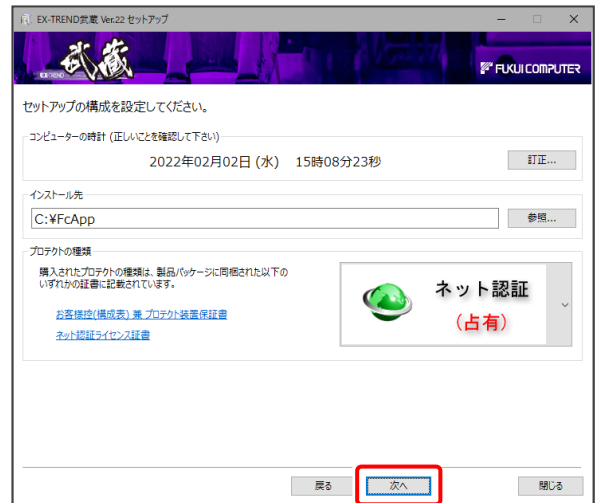 EX-TREND武蔵 Ver.22 セットアップ
EX-TREND 武蔵
FUKUI COMPUTER
セットアップの構成を設定してください。
コンピューターの時計 (正しいことを確認して下さい)
2022年02月02日 (水) 15時08分23秒
訂正...
インストール先
C:¥FcApp
参照...
プロテクトの種類
購入されたプロテクトの種類は、製品パッケージに同梱された以下の
いずれかの証書に記載されています。
お客様控(構成表) 兼 プロテクト装置保証書
ネット認証ライセンス証書
ネット認証
(占有)
戻る
次へ
閉じる